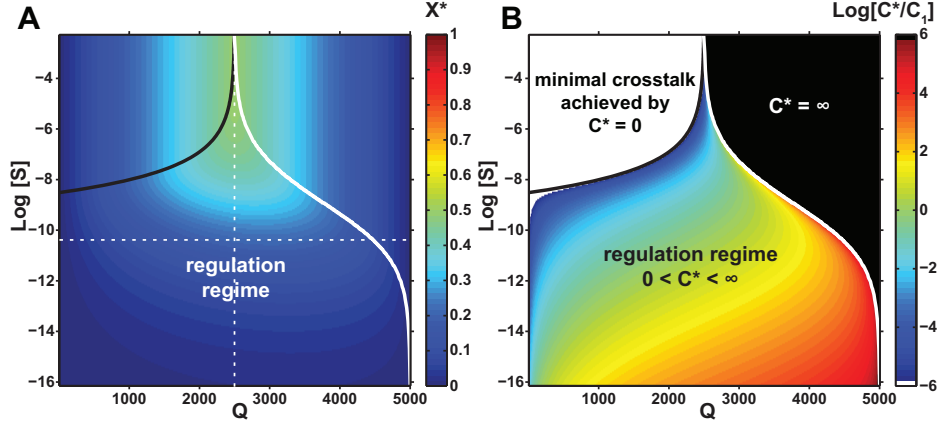 A
X*
B
Log[C*/C₁]
Log [S]
−4
−6
−8
−10
−12
−14
−16
regulation
regime
1000
2000
3000
4000
5000
Q
1
0.9
0.8
0.7
0.6
0.5
0.4
0.3
0.2
0.1
0
Log [S]
−4
−6
−8
−10
−12
−14
−16
minimal crosstalk
achieved by
C* = 0
C* = ∞
regulation regime
0 < C* < ∞
1000
2000
3000
4000
5000
Q
6
4
2
0
−2
−4
−6